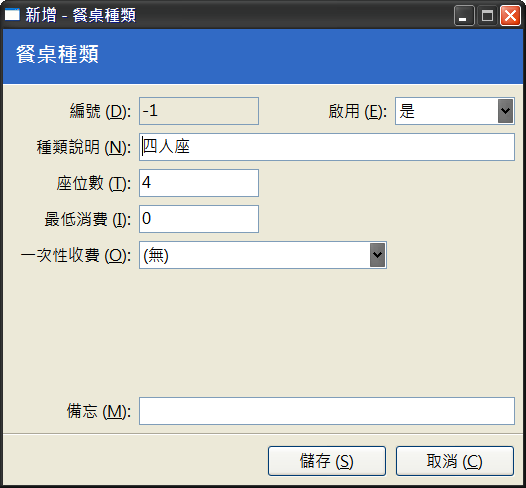 新增 - 餐桌種類
餐桌種類
編號 (D): -1 啟用 (E): 是
種類說明 (N): 四人座
座位數 (T): 4
最低消費 (I): 0
一次性收費 (O): (無)
備忘 (M):
儲存 (S) 取消 (C)